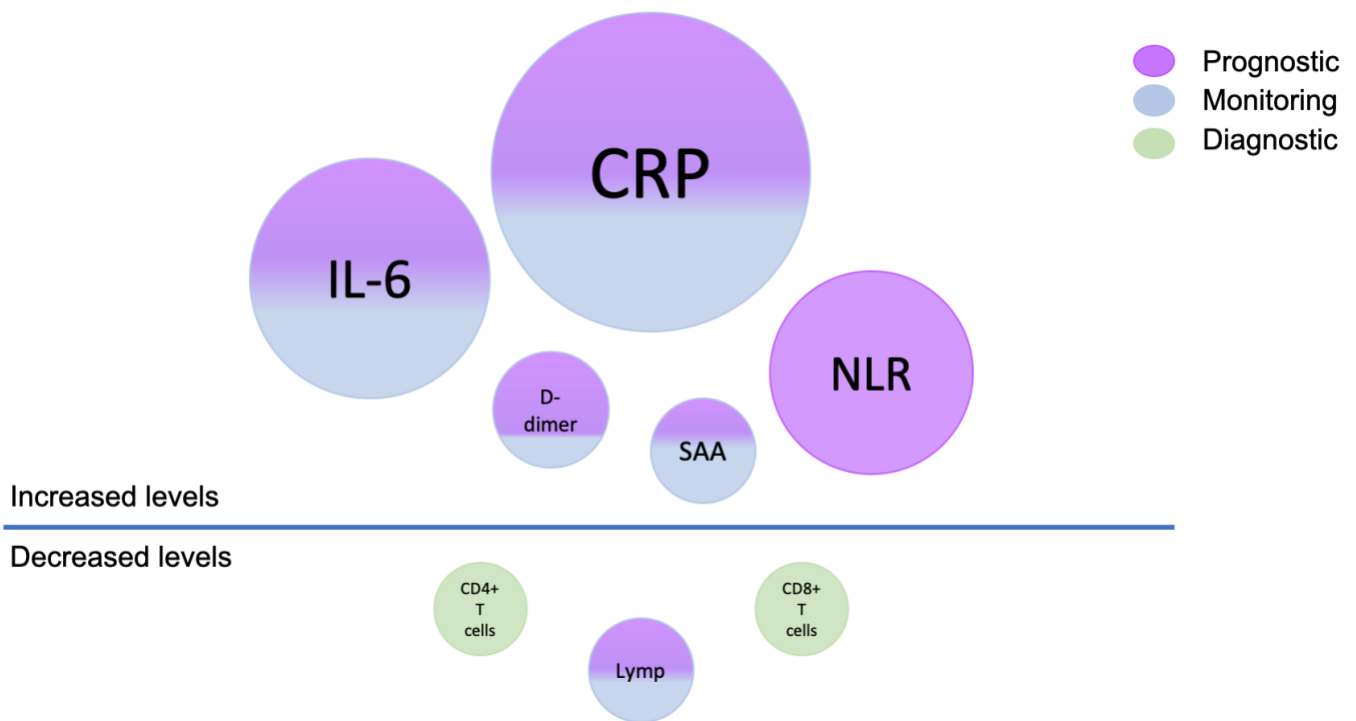 CRP
IL-6
NLR
D-
dimer
SAA
Prognostic
Monitoring
Diagnostic
Increased levels
Decreased levels
CD4+
T
cells
CD8+
T
cells
Lymp